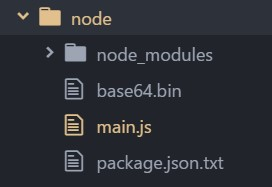 node
node_modules
base64.bin
main.js
package.json.txt